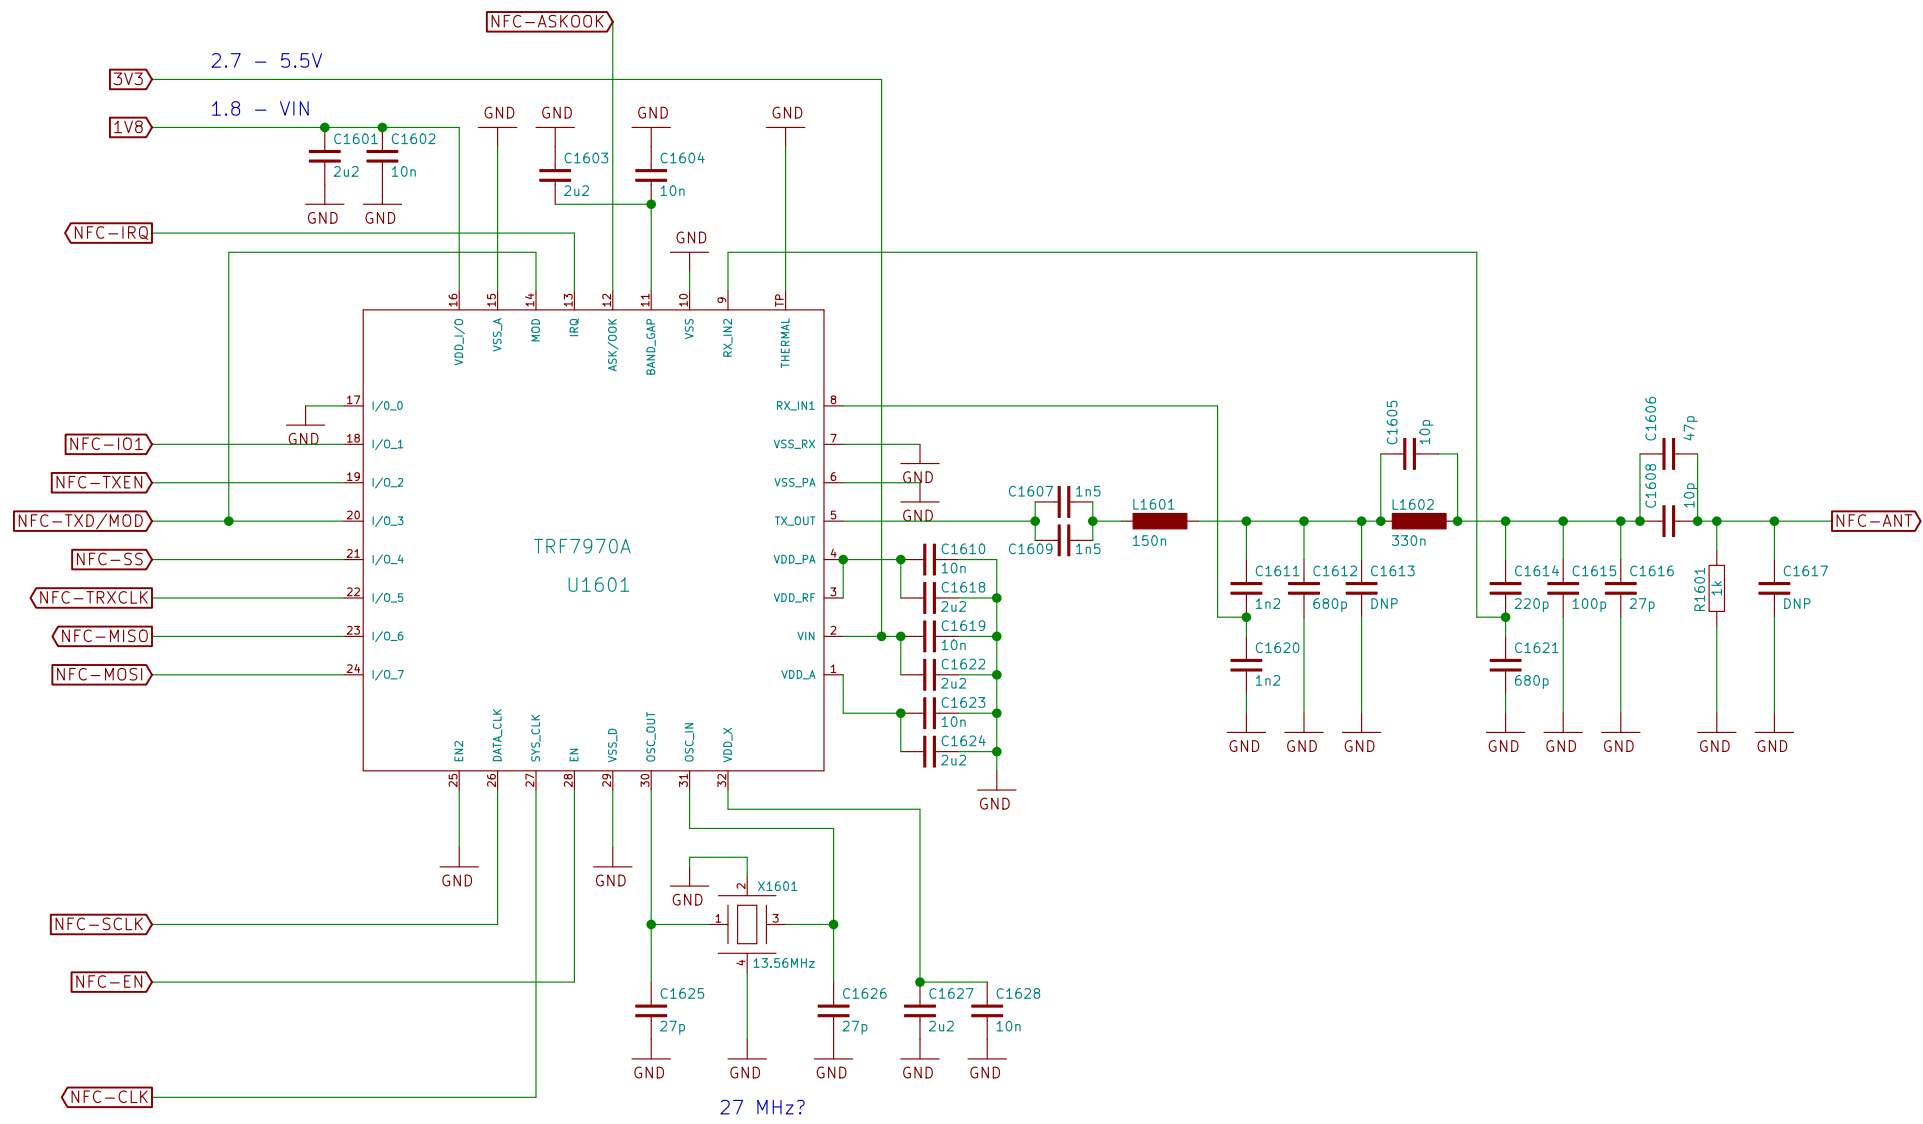 NFC-ASKOOK
2.7 - 5.5V
3V3
1.8 - VIN
1V8
GND
GND
GND
GND
C1601
2u2
C1602
10n
C1603
2u2
C1604
10n
GND
GND
NFC-IRQ
GND
16
15
14
13
12
11
10
9
TP
VDD_I/O
VSS_A
MOD
IRQ
ASK/OOK
BAND_GAP
VSS
RX_IN2
THERMAL
17
I/O_0
GND
NFC-IO1
18
I/O_1
NFC-TXEN
19
I/O_2
NFC-TXD/MOD
20
I/O_3
NFC-SS
21
I/O_4
NFC-TRXCLK
22
I/O_5
NFC-MISO
23
I/O_6
NFC-MOSI
24
I/O_7
TRF7970A
U1601
RX_IN1
8
VSS_RX
7
GND
VSS_PA
6
GND
TX_OUT
5
VDD_PA
4
VDD_RF
3
VIN
2
VDD_A
1
C1607
1n5
C1609
1n5
L1601
150n
C1605
10p
L1602
330n
C1606
47p
C1608
10p
NFC-ANT
C1610
10n
C1618
2u2
C1619
10n
C1622
2u2
C1623
10n
C1624
2u2
GND
C1611
1n2
C1612
680p
C1613
DNP
C1614
220p
C1615
100p
C1616
27p
R1601
1k
C1617
DNP
C1620
1n2
C1621
680p
GND
GND
GND
GND
GND
GND
GND
GND
EN2
DATA_CLK
SYS_CLK
EN
VSS_D
OSC_OUT
OSC_IN
VDD_X
25
26
27
28
29
30
31
32
GND
GND
GND
2
X1601
1
3
4
13.56MHz
NFC-SCLK
NFC-EN
C1625
27p
C1626
27p
C1627
2u2
C1628
10n
GND
GND
GND
GND
GND
NFC-CLK
27 MHz?